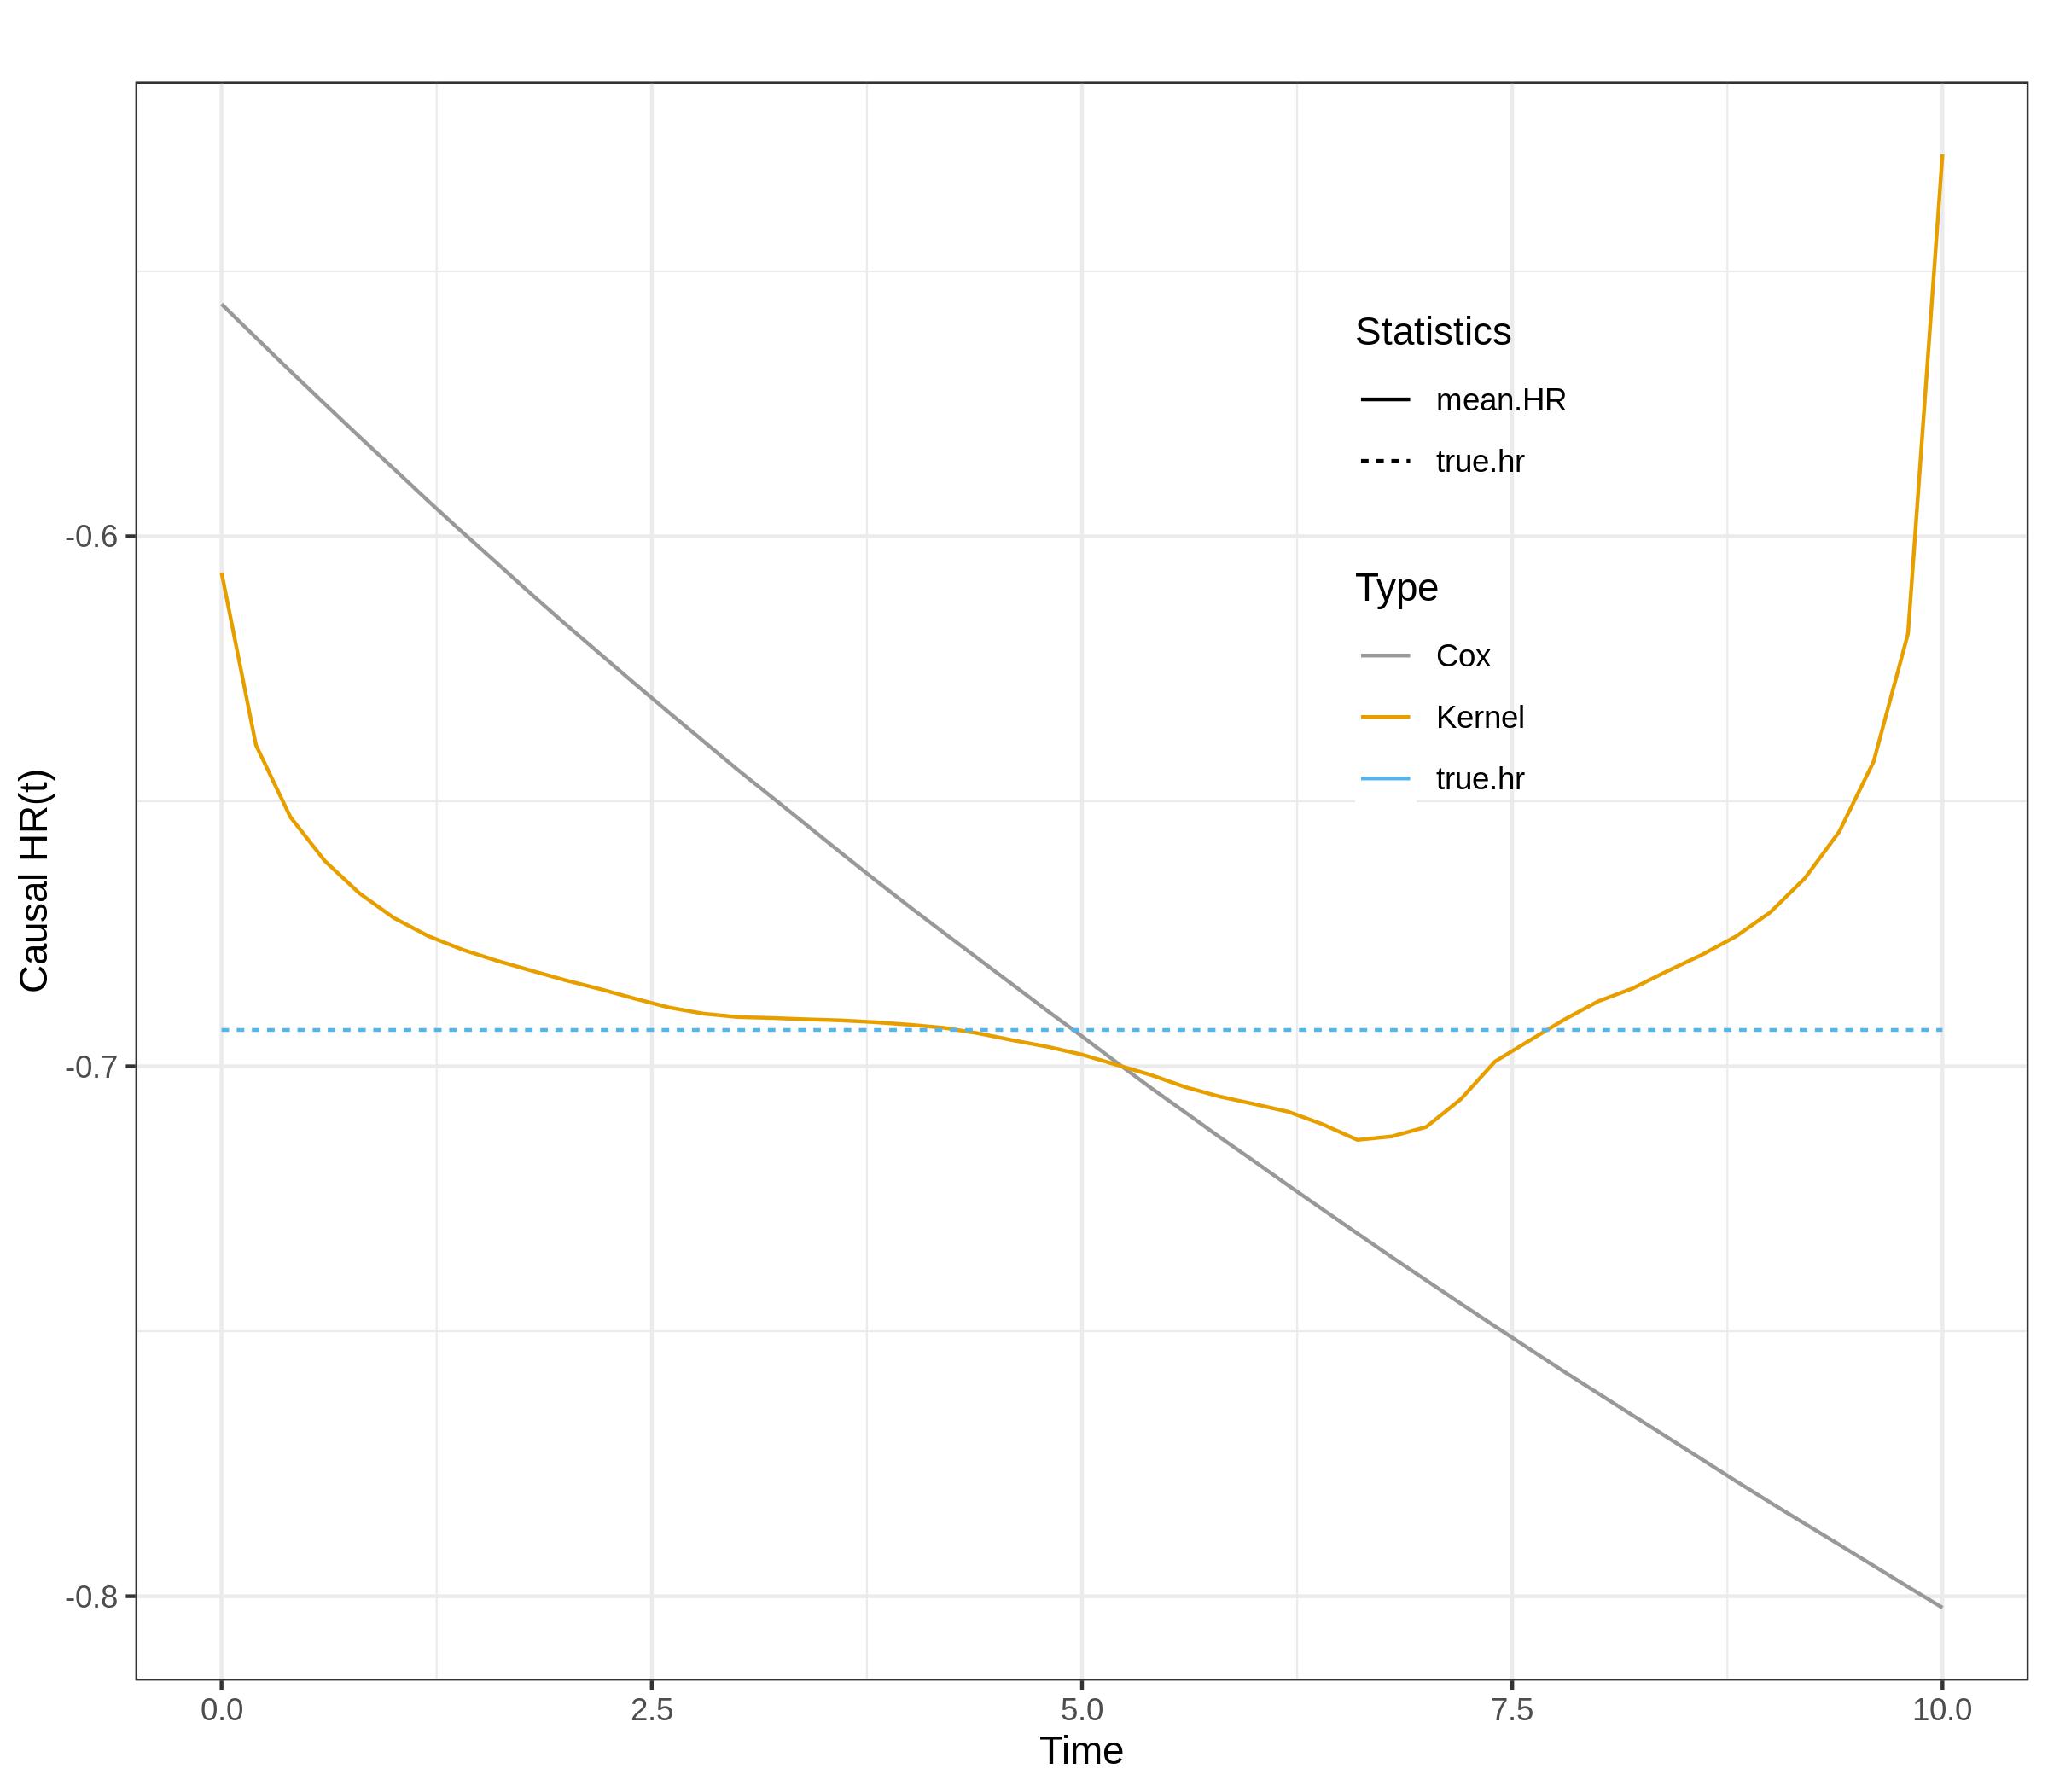 Statistics
mean.HR
true.hr
Type
Cox
Kernel
true.hr
Causal HR(t)
-0.6
-0.7
-0.8
0.0
2.5
5.0
7.5
10.0
Time